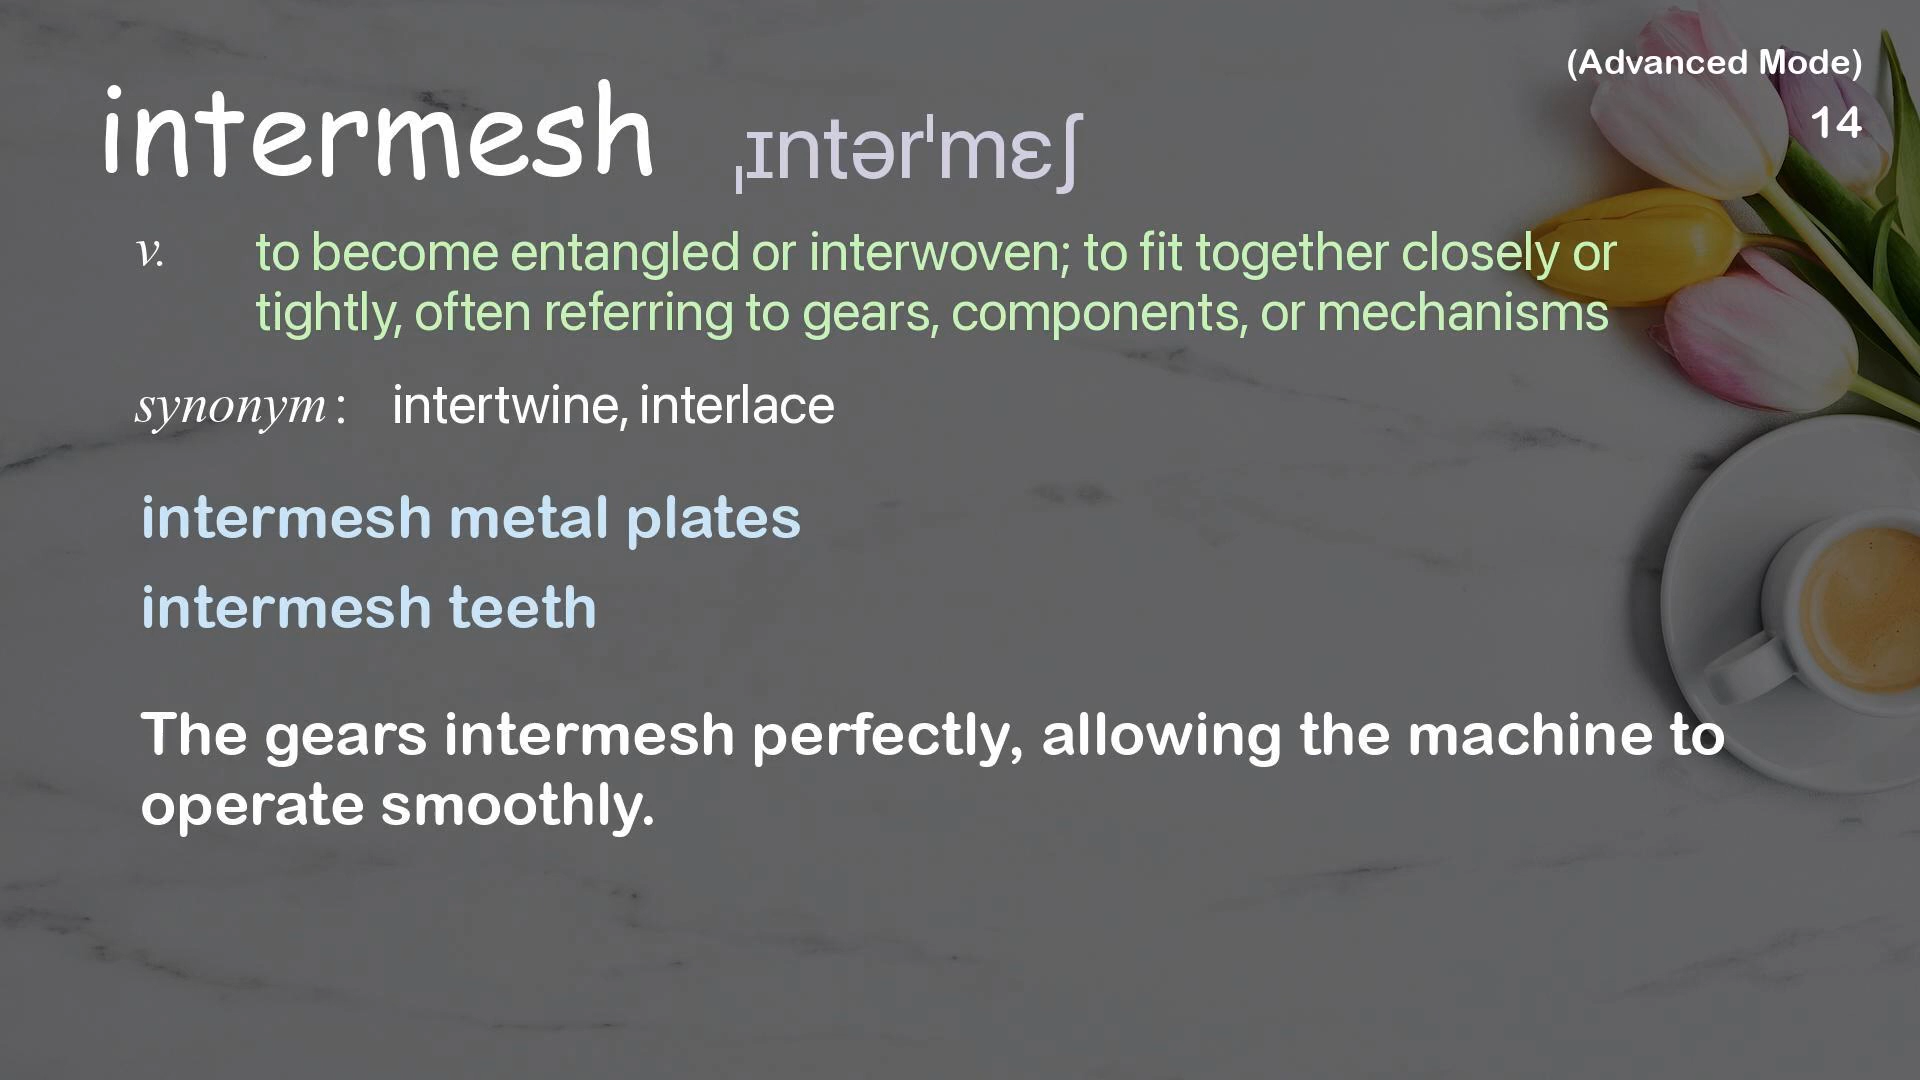 (Advanced Mode)
14
intermesh ˌɪntərˈmɛʃ
v. to become entangled or interwoven; to fit together closely or
tightly, often referring to gears, components, or mechanisms
synonym: intertwine, interlace
intermesh metal plates
intermesh teeth
The gears intermesh perfectly, allowing the machine to
operate smoothly.